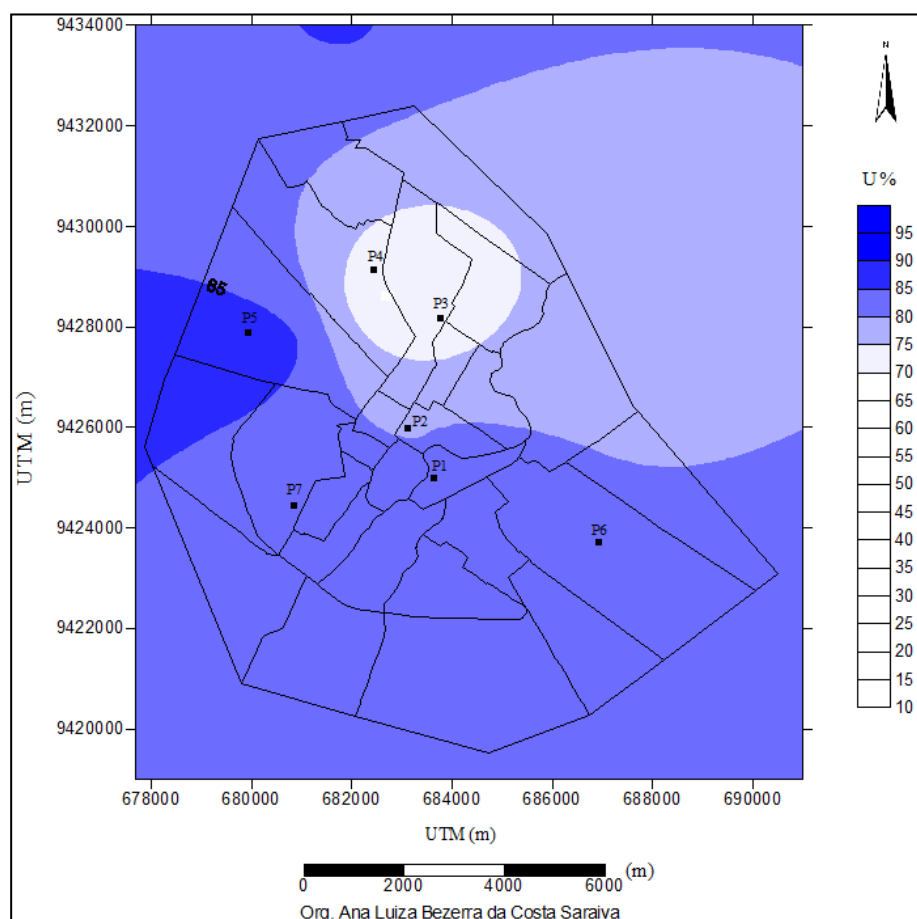 9434000
N
9432000
U%
9430000
95
90
85
80
75
70
65
60
55
50
45
40
35
30
25
20
15
10
P4
85
P3
9428000
P5
9426000
P2
P1
UTM (m)
P7
9424000
P6
9422000
9420000
678000 680000 682000 684000 686000 688000 690000
UTM (m)
(m)
0 2000 4000 6000
Org. Ana Luiza Bezerra da Costa Saraiva